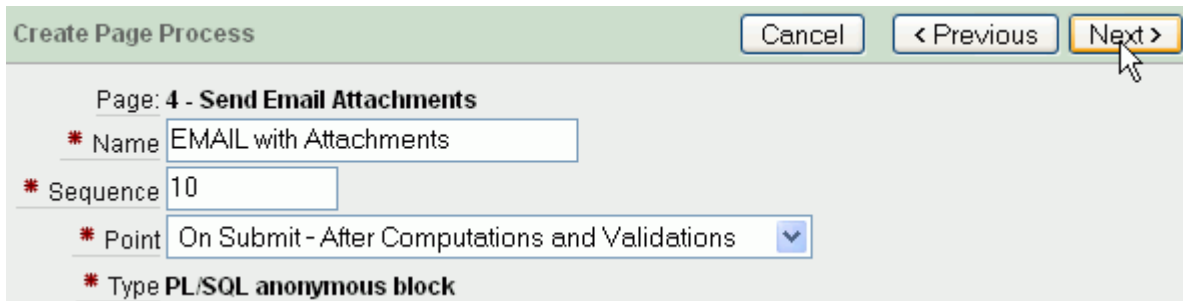 Create Page Process Cancel < Previous Next >
Page: 4 - Send Email Attachments
* Name EMAIL with Attachments
* Sequence 10
* Point On Submit - After Computations and Validations
* Type PL/SQL anonymous block